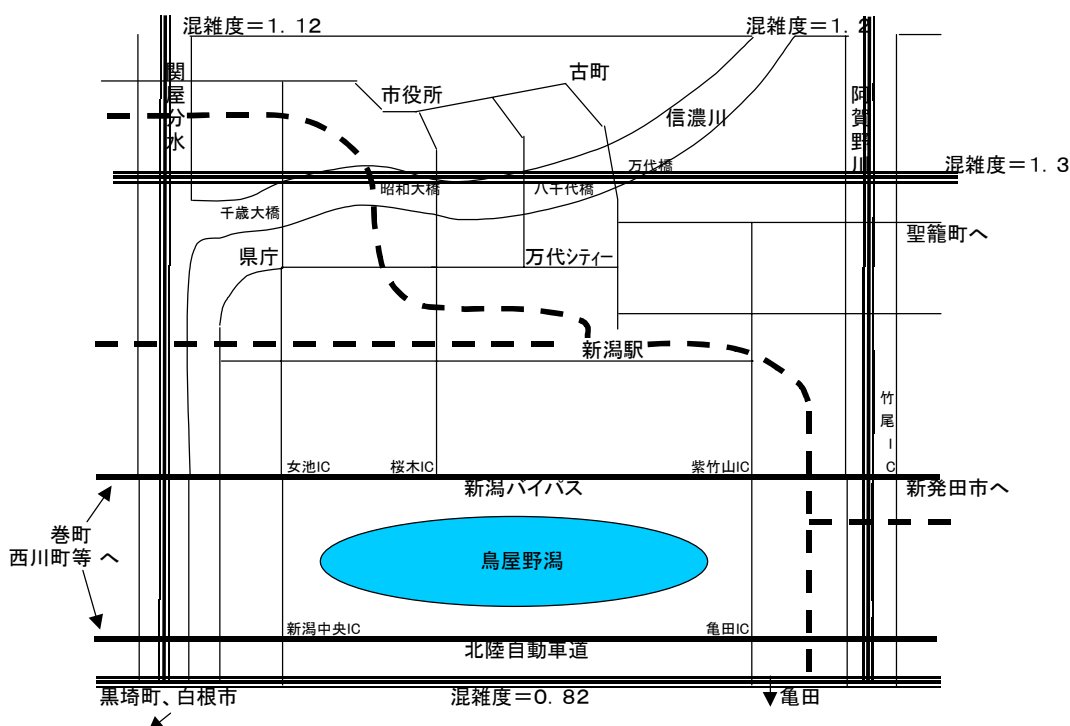 混雑度=1．12
混雑度=1．2
関屋分水
市役所
古町
信濃川
阿賀野川
万代橋
混雑度=1．3
昭和大橋
八千代橋
千歳大橋
聖籠町へ
県庁
万代シティー
新潟駅
竹尾IC
女池IC
桜木IC
紫竹山IC
新潟バイパス
新発田市へ
巻町
西川町等 へ
鳥屋野潟
新潟中央IC
亀田IC
北陸自動車道
黒埼町、白根市
混雑度=0．82
亀田